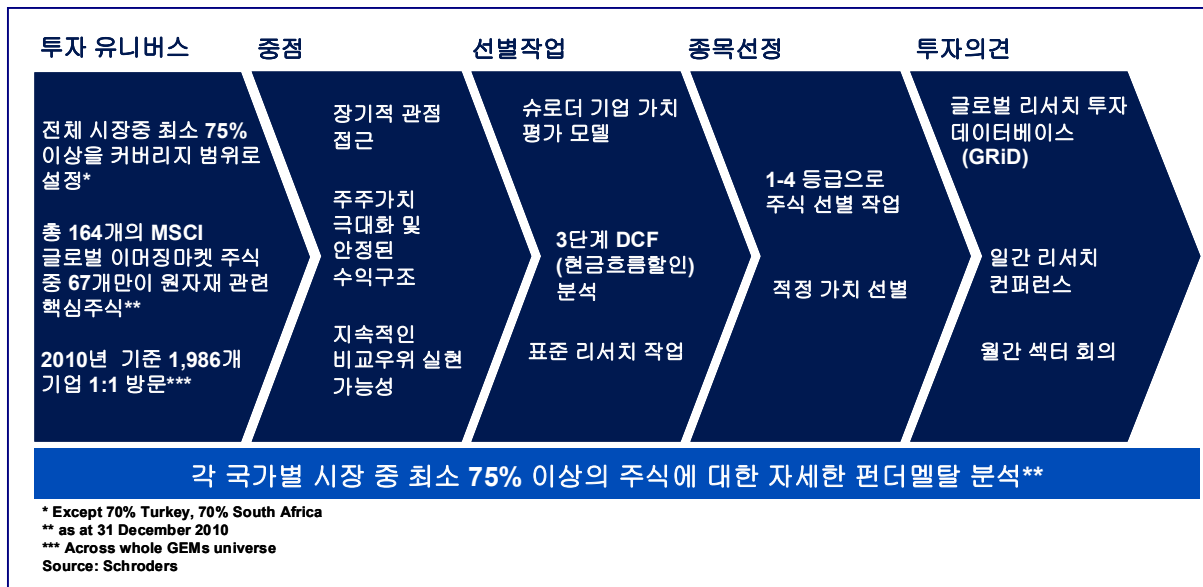 투자 유니버스
중점
선별작업
종목선정
투자의견
전체 시장중 최소 75%
이상을 커버리지 범위로
설정*
총 164개의 MSCI
글로벌 이머징마켓 주식
중 67개만이 원자재 관련
핵심주식**
2010년 기준 1,986개
기업 1:1 방문***
장기적 관점
접근
주주가치
극대화 및
안정된
수익구조
지속적인
비교우위 실현
가능성
슈로더 기업 가치
평가 모델
3단계 DCF
(현금흐름할인)
분석
표준 리서치 작업
1-4 등급으로
주식 선별 작업
적정 가치 선별
글로벌 리서치 투자
데이터베이스
(GRiD)
일간 리서치
컨퍼런스
월간 섹터 회의
각 국가별 시장 중 최소 75% 이상의 주식에 대한 자세한 펀더멜탈 분석**
* Except 70% Turkey, 70% South Africa
** as at 31 December 2010
*** Across whole GEMs universe
Source: Schroders